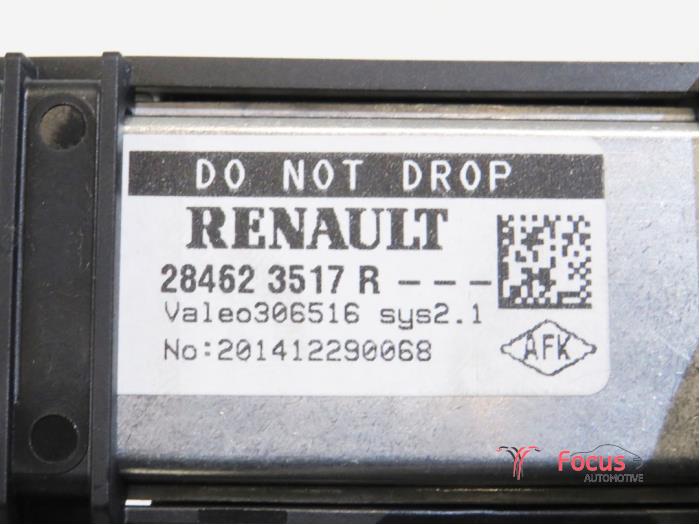 DO NOT DROP
RENAULT
28462 3517 R - - -
Valeo306516 sys2.1
No:201412290068
AFK
Focus
AUTOMOTIVE